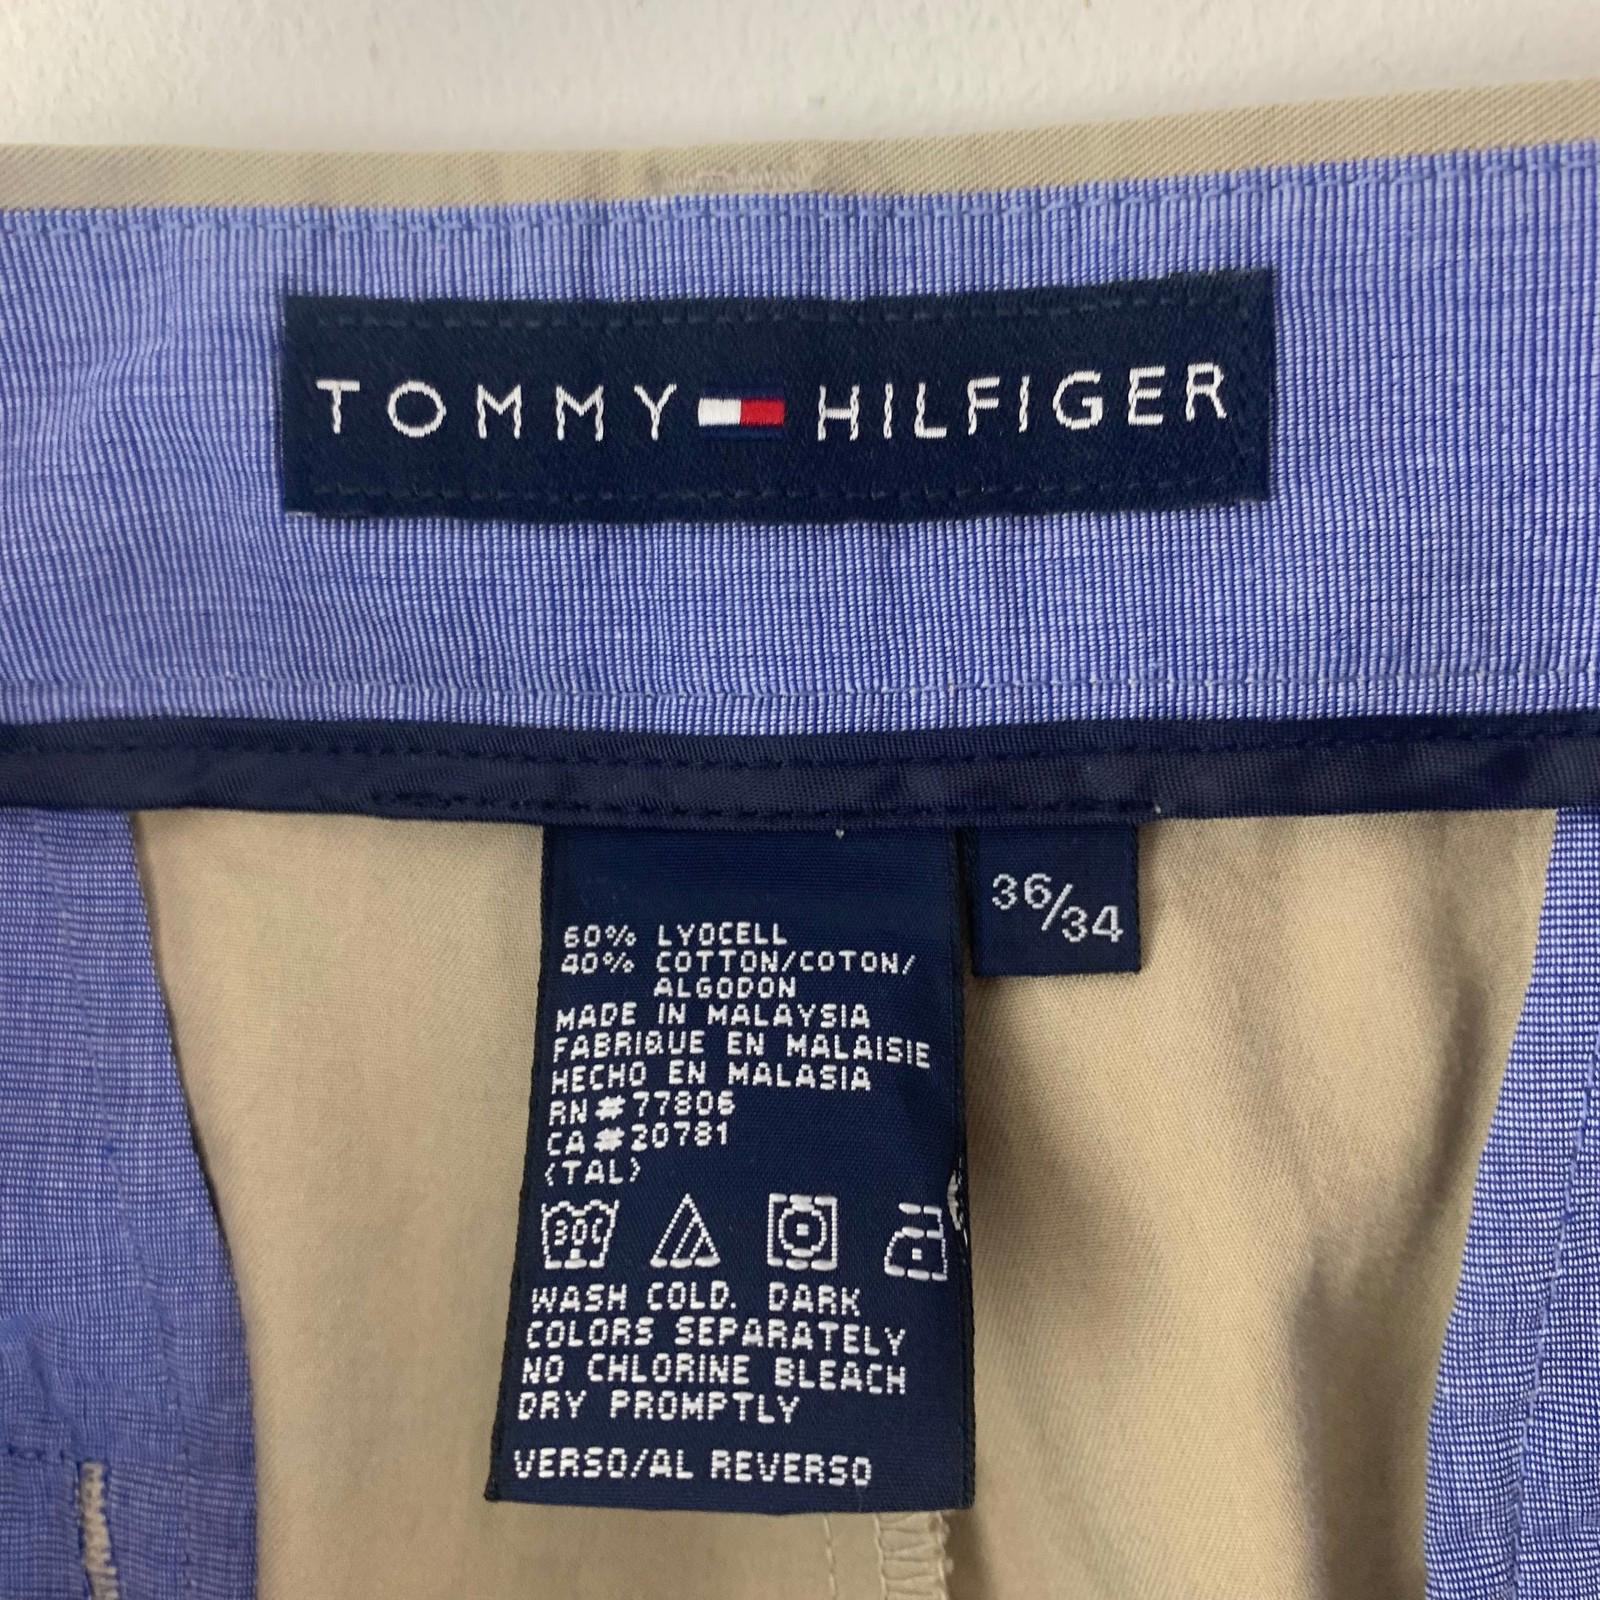 TOMMY HILFIGER
36/34
60% LYOCELL
40% COTTON/COTON/
ALGODON
MADE IN MALAYSIA
FABRIQUE EN MALAISIE
HECHO EN MALASIA
RN#77806
CA#20781
(TAL)
30C
WASH COLD. DARK
COLORS SEPARATELY
NO CHLORINE BLEACH
DRY PROMPTLY
VERSO/AL REVERSO